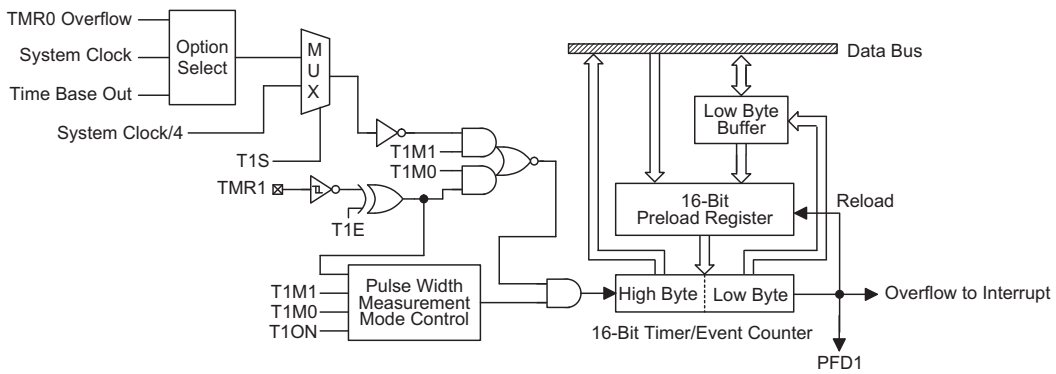 TMR0 Overflow
System Clock
Time Base Out
Option
Select
M
U
X
System Clock/4
T1S
T1M1
T1M0
TMR1
T1E
T1M1
T1M0
T1ON
Pulse Width
Measurement
Mode Control
Data Bus
Low Byte
Buffer
16-Bit
Preload Register
Reload
High Byte
Low Byte
Overflow to Interrupt
16-Bit Timer/Event Counter
PFD1